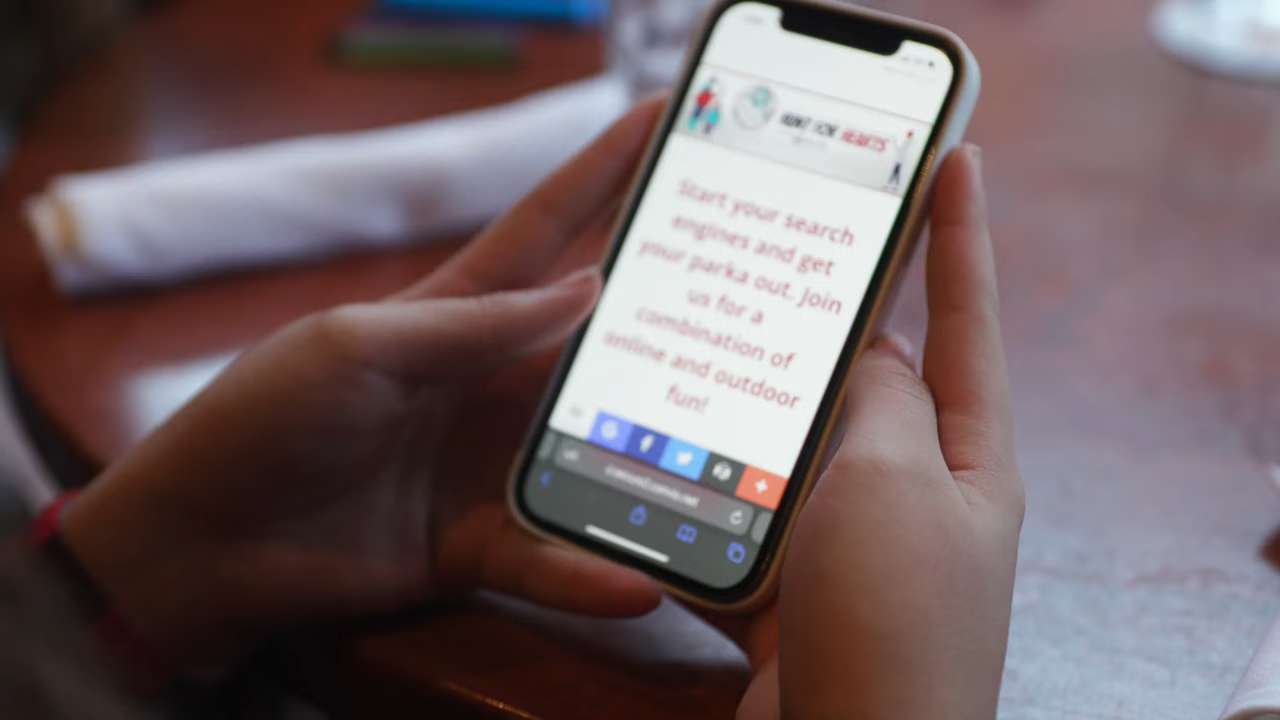 HUNT FOR HEARTS
Start your search
engines and get
your parka out. Join
us for a
combination of
online and outdoor
fun!